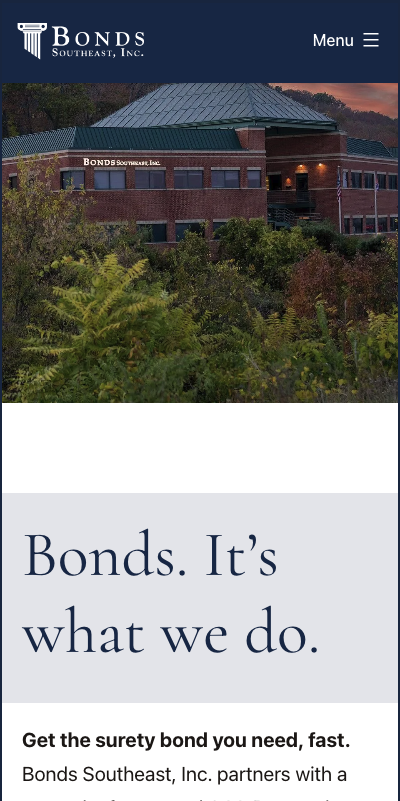 Bonds
Southeast, Inc.
Menu
Bonds Southeast, Inc.
Bonds. It’s
what we do.
Get the surety bond you need, fast.
Bonds Southeast, Inc. partners with a